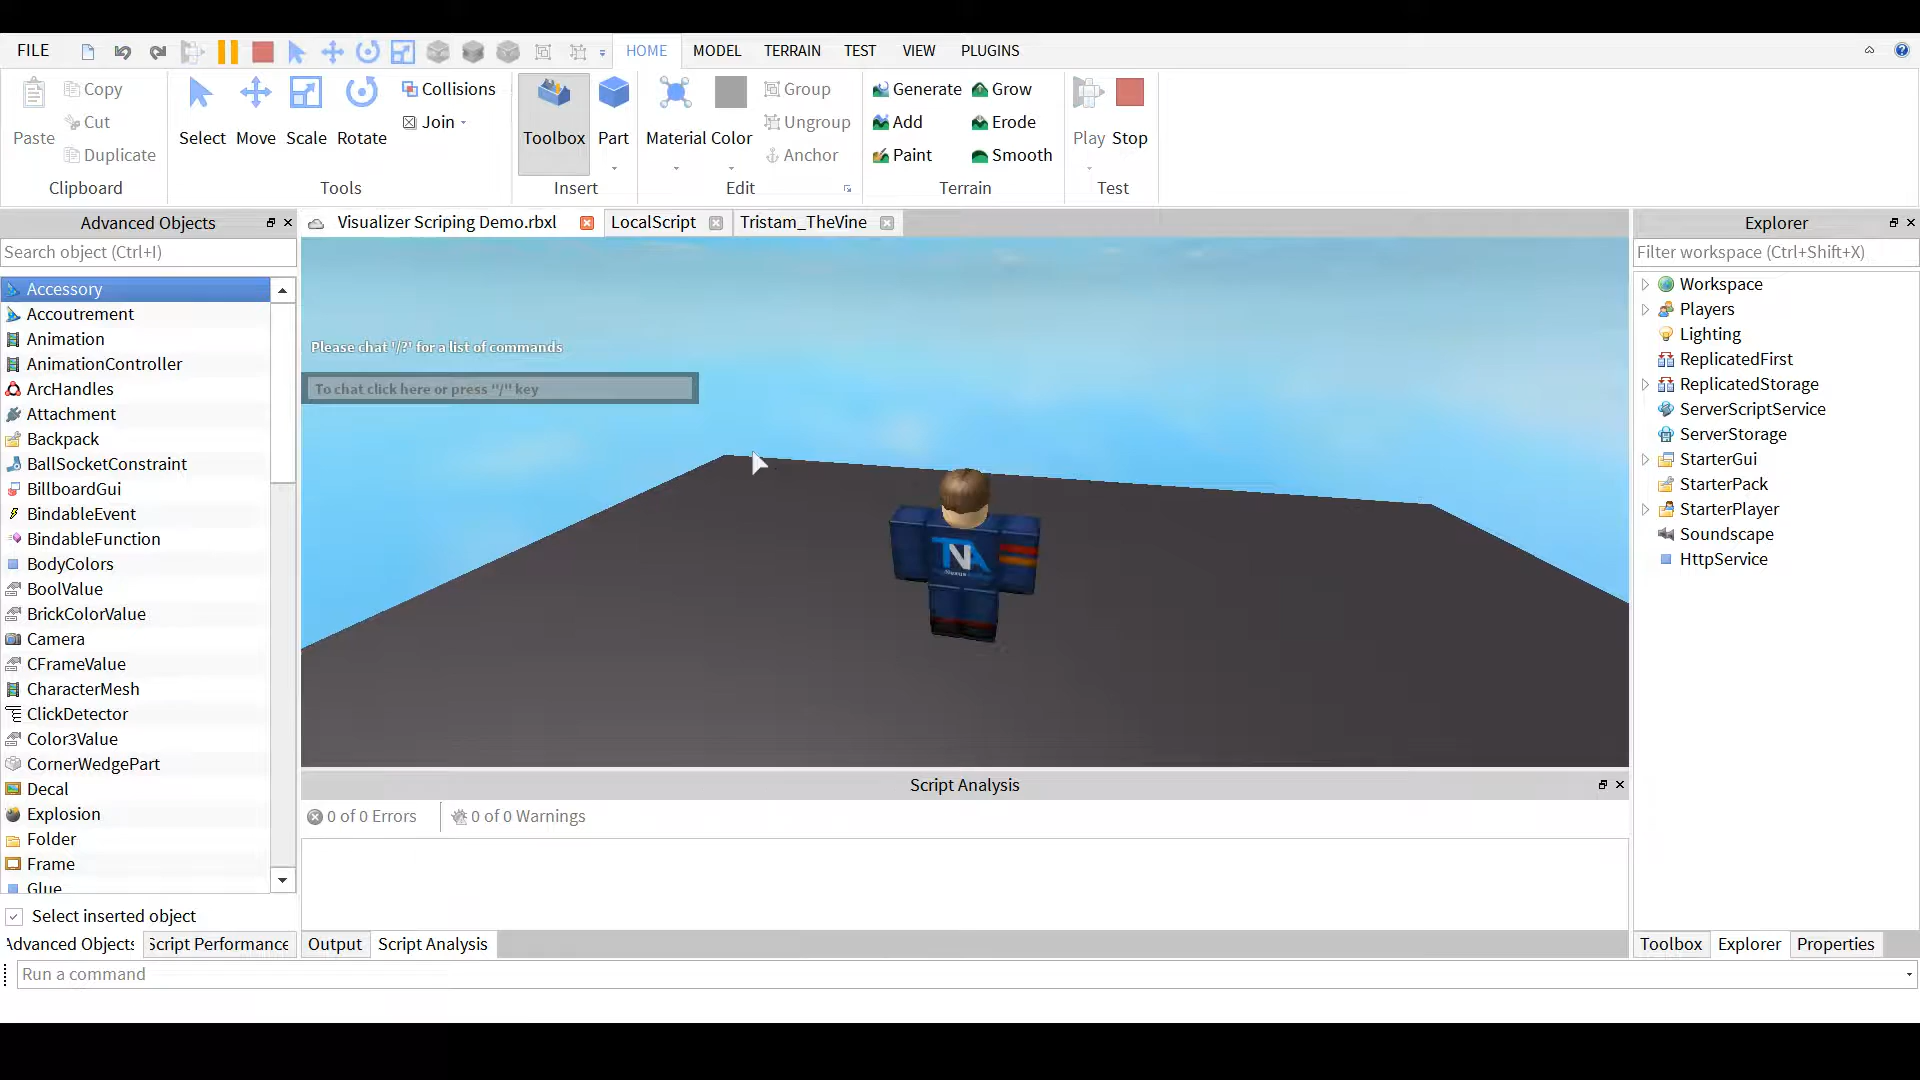 FILE
HOME
MODEL
TERRAIN
TEST
VIEW
PLUGINS
Paste
Copy
Cut
Duplicate
Clipboard
Select
Move
Scale
Rotate
Collisions
Join
Tools
Toolbox
Part
Insert
Material
Color
Group
Ungroup
Anchor
Edit
Generate
Add
Paint
Grow
Erode
Smooth
Terrain
Play
Stop
Test
Advanced Objects
Search object (Ctrl+I)
Accessory
Accoutrement
Animation
AnimationController
ArcHandles
Attachment
Backpack
BallSocketConstraint
BillboardGui
BindableEvent
BindableFunction
BodyColors
BoolValue
BrickColorValue
Camera
CFrameValue
CharacterMesh
ClickDetector
Color3Value
CornerWedgePart
Decal
Explosion
Folder
Frame
Glue
Select inserted object
Advanced Objects
Script Performance
Visualizer Scriping Demo.rbxl
LocalScript
Tristam_TheVine
Please chat '/?' for a list of commands
To chat click here or press "/" key
Script Analysis
0 of 0 Errors
0 of 0 Warnings
Output
Script Analysis
Explorer
Filter workspace (Ctrl+Shift+X)
Workspace
Players
Lighting
ReplicatedFirst
ReplicatedStorage
ServerScriptService
ServerStorage
StarterGui
StarterPack
StarterPlayer
Soundscape
HttpService
Toolbox
Explorer
Properties
Run a command